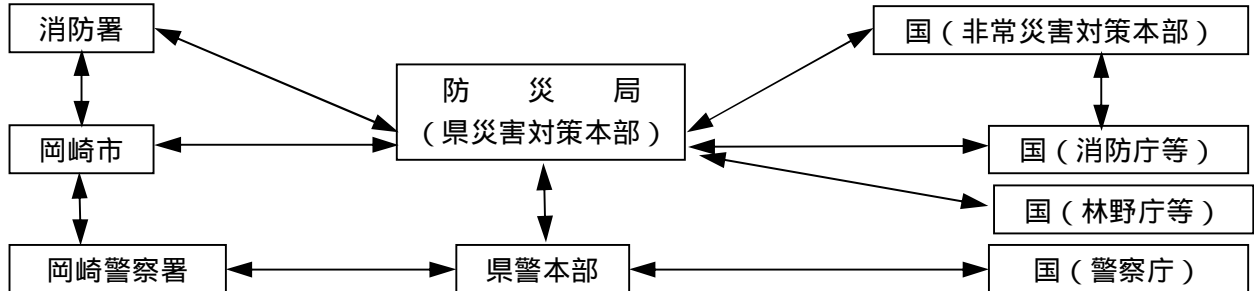 消防署
国（非常災害対策本部）
防　災　局
（県災害対策本部）
岡崎市
国（消防庁等）
国（林野庁等）
岡崎警察署
県警本部
国（警察庁）